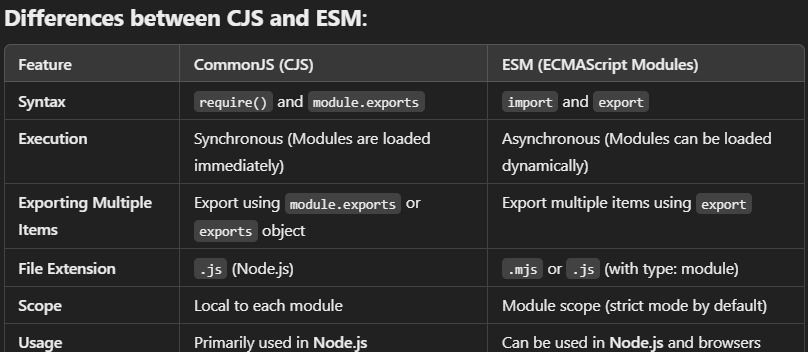 Differences between CJS and ESM:
Feature CommonJS (CJS) ESM (ECMAScript Modules)
Syntax require() and module.exports import and export
Execution Synchronous (Modules are loaded immediately) Asynchronous (Modules can be loaded dynamically)
Exporting Multiple Items Export using module.exports or exports object Export multiple items using export
File Extension .js (Node.js) .mjs or .js (with type: module)
Scope Local to each module Module scope (strict mode by default)
Usage Primarily used in Node.js Can be used in Node.js and browsers